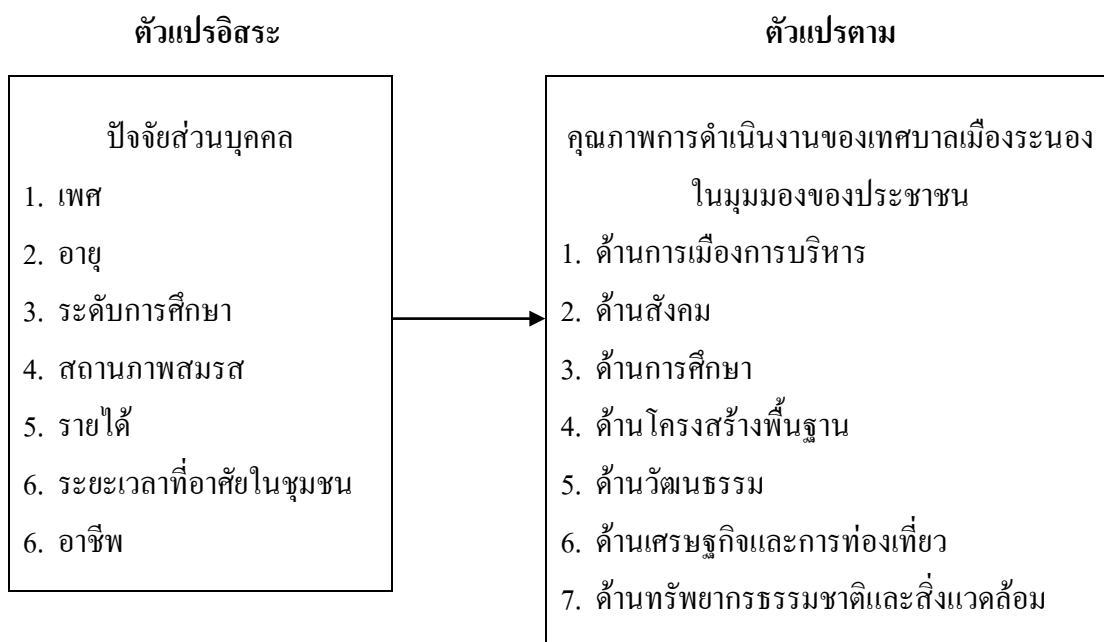 ตัวแปรอิสระ
ปัจจัยส่วนบุคคล
1. เพศ
2. อายุ
3. ระดับการศึกษา
4. สถานภาพสมรส
5. รายได้
6. ระยะเวลาที่อาศัยในชุมชน
6. อาชีพ
ตัวแปรตาม
คุณภาพการดำเนินงานของเทศบาลเมืองระนอง
ในมุมมองของประชาชน
1. ด้านการเมืองการบริหาร
2. ด้านสังคม
3. ด้านการศึกษา
4. ด้านโครงสร้างพื้นฐาน
5. ด้านวัฒนธรรม
6. ด้านเศรษฐกิจและการท่องเที่ยว
7. ด้านทรัพยากรธรรมชาติและสิ่งแวดล้อม